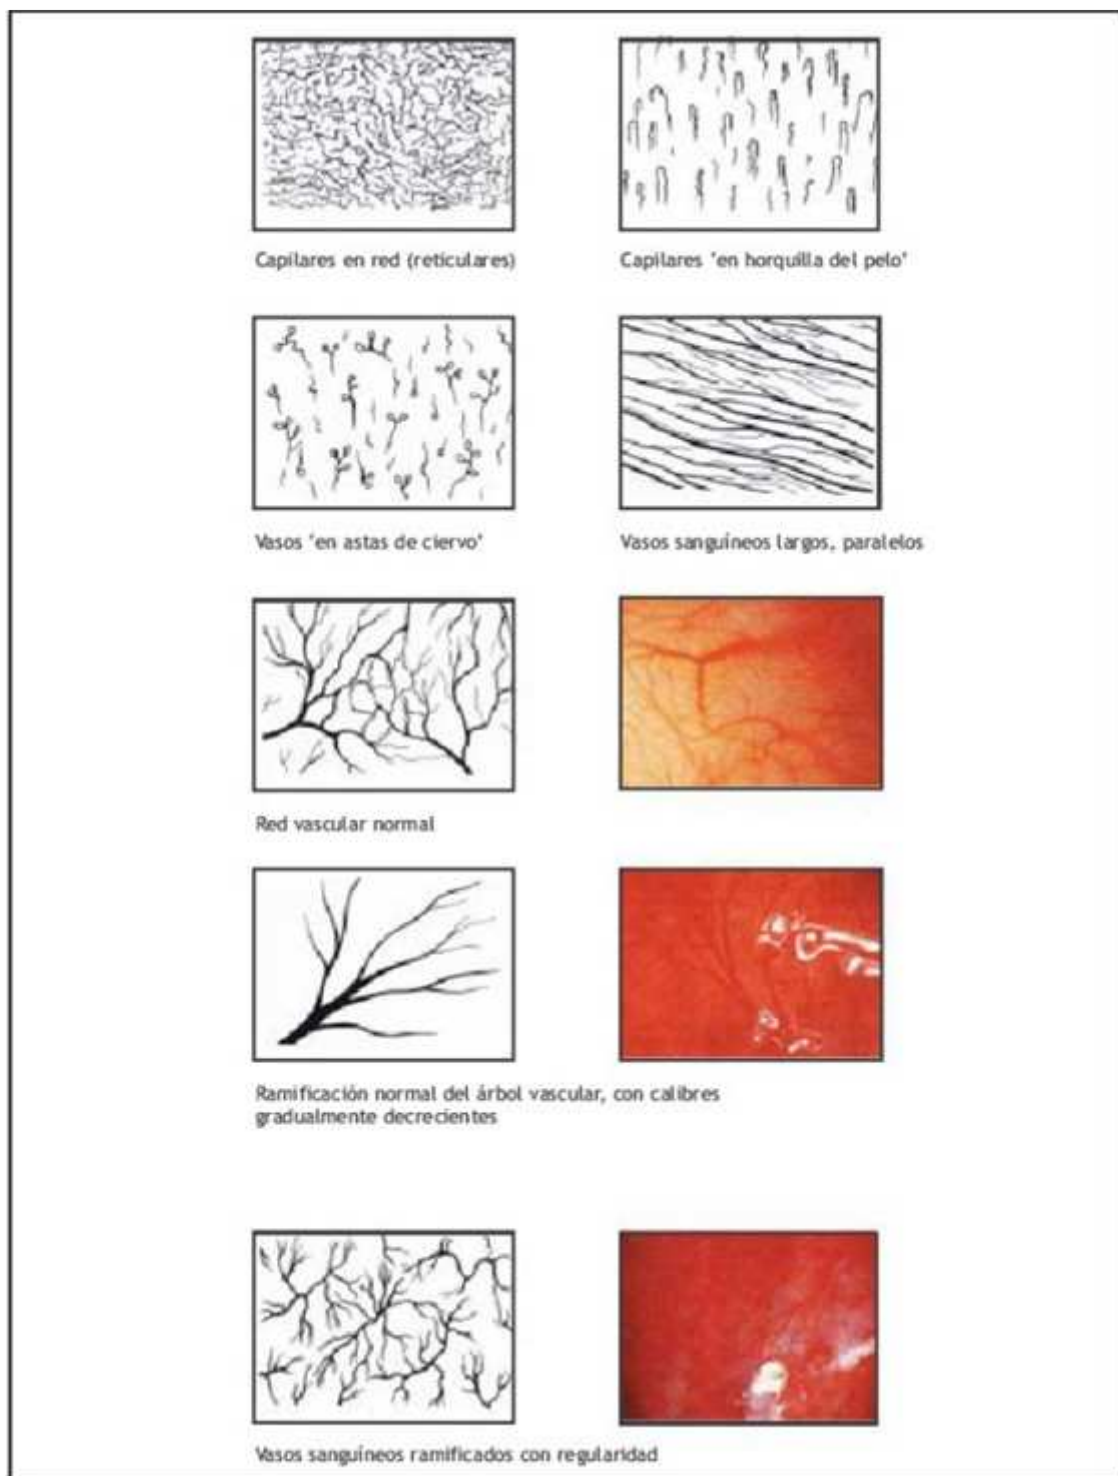 Capilares en red (reticulares)
Capilares 'en horquilla del pelo'
Vasos 'en astas de ciervo'
Vasos sanguíneos largos, paralelos
Red vascular normal
Ramificación normal del árbol vascular, con calibres
gradualmente decrecientes
Vasos sanguíneos ramificados con regularidad